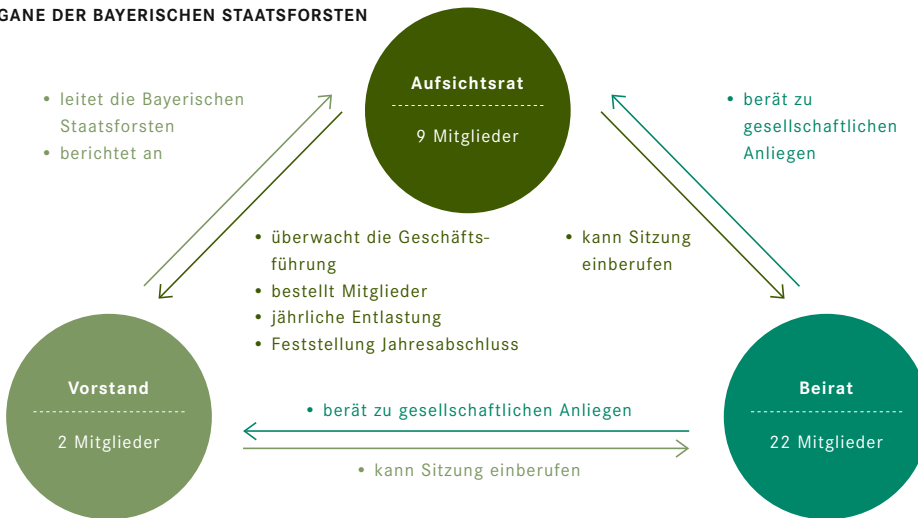 GANE DER BAYERISCHEN STAATSFORSTEN
Aufsichtsrat
9 Mitglieder
• leitet die Bayerischen
Staatsforsten
• berichtet an
• berät zu
gesellschaftlichen
Anliegen
• überwacht die Geschäfts-
führung
• bestellt Mitglieder
• jährliche Entlastung
• Feststellung Jahresabschluss
• kann Sitzung
einberufen
Vorstand
2 Mitglieder
• berät zu gesellschaftlichen Anliegen
• kann Sitzung einberufen
Beirat
22 Mitglieder